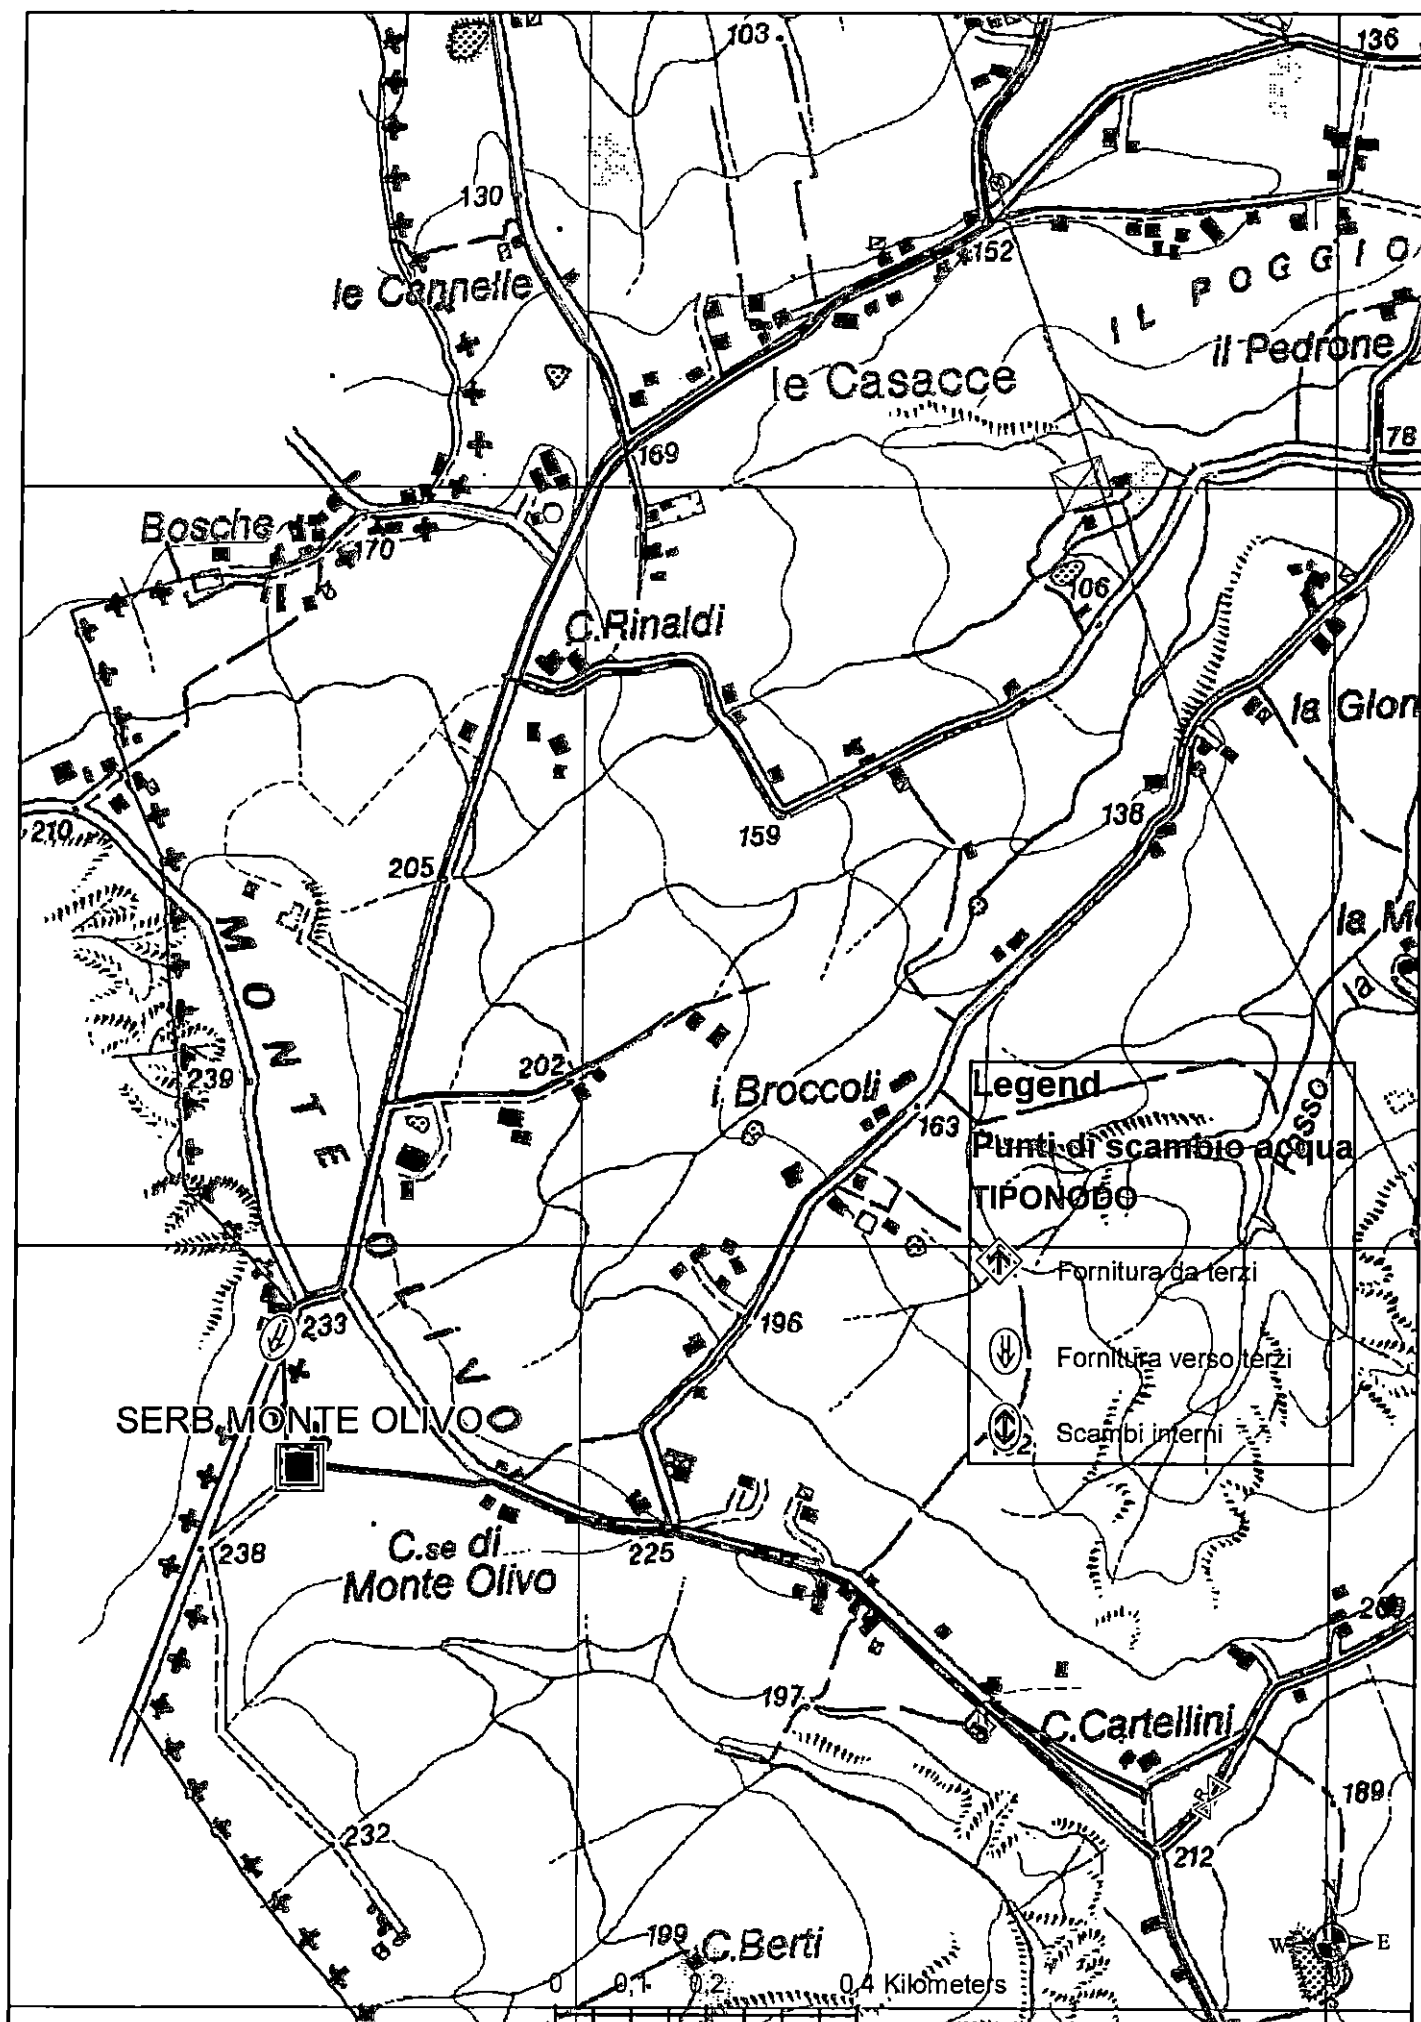 103
136
130
152
le Cannelle
IL POGGIO
il Pedrone
le Casacce
169
78
Bosche
170
106
C.Rinaldi
la Glon
159
138
210
205
la M
la
MONTE OLIVO
239
202
i Broccoli
163
Legend
Fosso
Punti di scambio acqua
TIPONODO
Fornitura da terzi
233
196
Fornitura verso terzi
SERB.MONTE OLIVO
Scambi interni
238
C.se di
Monte Olivo
225
197
C.Cartellini
R
189
232
212
199
C.Berti
W
E
0 0,1 0,2 0,4 Kilometers